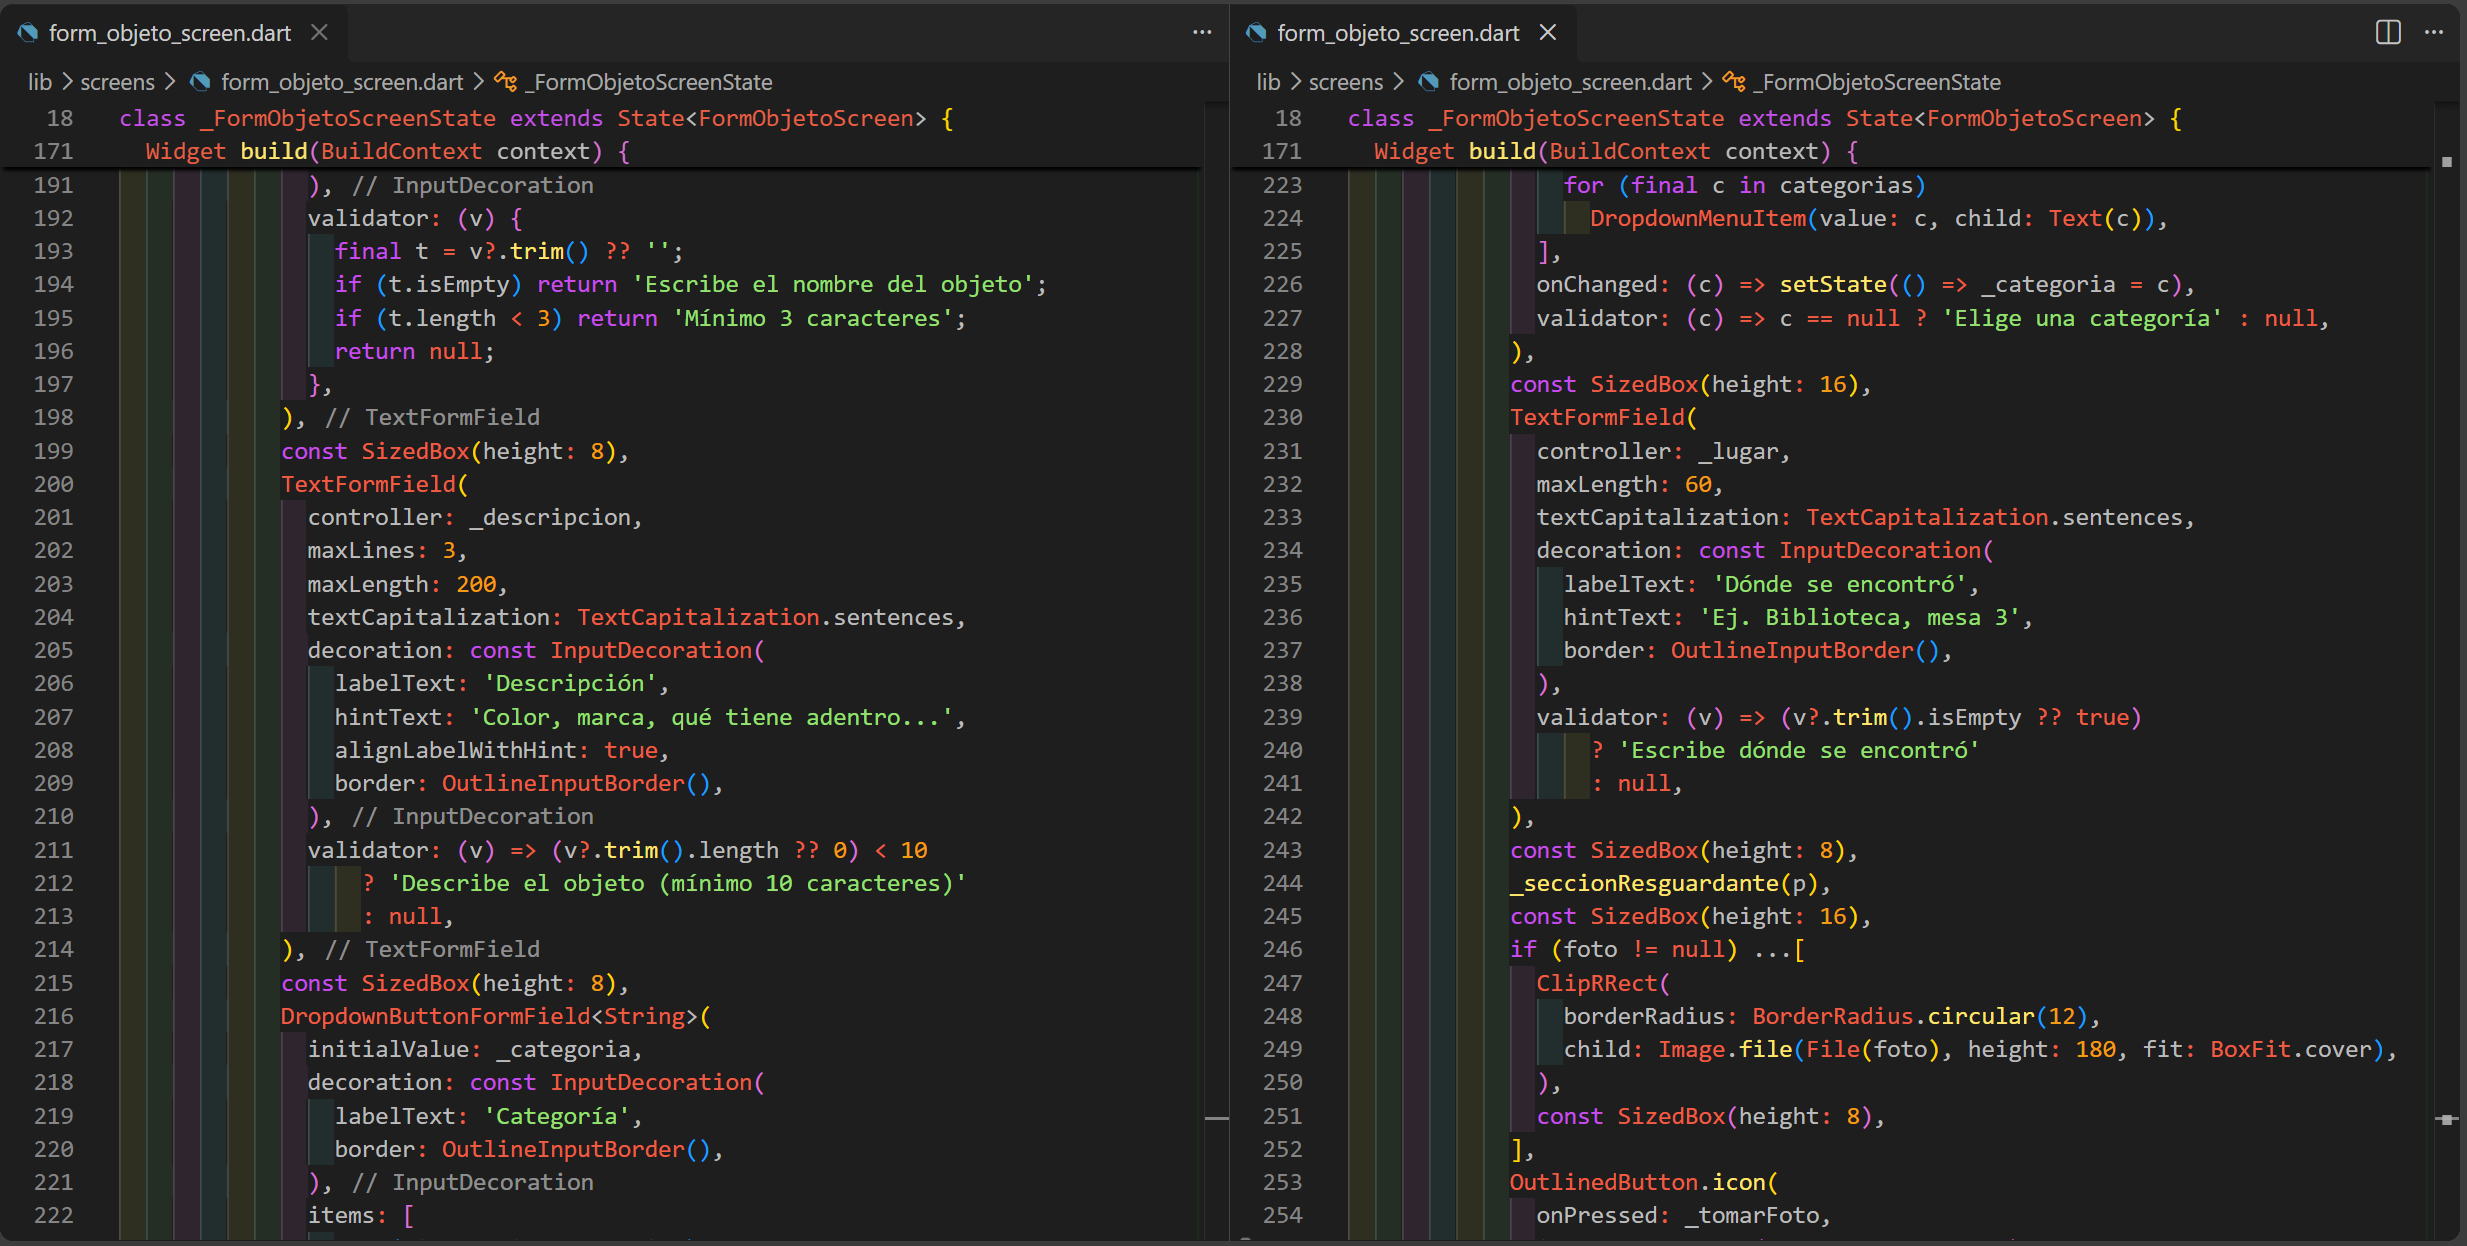 form_objeto_screen.dart
lib > screens > form_objeto_screen.dart > _FormObjetoScreenState
18 class _FormObjetoScreenState extends State<FormObjetoScreen> {
171 Widget build(BuildContext context) {
191 ), // InputDecoration
192 validator: (v) {
193 final t = v?.trim() ?? '';
194 if (t.isEmpty) return 'Escribe el nombre del objeto';
195 if (t.length < 3) return 'Mínimo 3 caracteres';
196 return null;
197 },
198 ), // TextFormField
199 const SizedBox(height: 8),
200 TextFormField(
201 controller: _descripcion,
202 maxLines: 3,
203 maxLength: 200,
204 textCapitalization: TextCapitalization.sentences,
205 decoration: const InputDecoration(
206 labelText: 'Descripción',
207 hintText: 'Color, marca, qué tiene adentro...',
208 alignLabelWithHint: true,
209 border: OutlineInputBorder(),
210 ), // InputDecoration
211 validator: (v) => (v?.trim().length ?? 0) < 10
212 ? 'Describe el objeto (mínimo 10 caracteres)'
213 : null,
214 ), // TextFormField
215 const SizedBox(height: 8),
216 DropdownButtonFormField<String>(
217 initialValue: _categoria,
218 decoration: const InputDecoration(
219 labelText: 'Categoría',
220 border: OutlineInputBorder(),
221 ), // InputDecoration
222 items: [
form_objeto_screen.dart
lib > screens > form_objeto_screen.dart > _FormObjetoScreenState
18 class _FormObjetoScreenState extends State<FormObjetoScreen> {
171 Widget build(BuildContext context) {
223 for (final c in categorias)
224 DropdownMenuItem(value: c, child: Text(c)),
225 ],
226 onChanged: (c) => setState(() => _categoria = c),
227 validator: (c) => c == null ? 'Elige una categoría' : null,
228 ),
229 const SizedBox(height: 16),
230 TextFormField(
231 controller: _lugar,
232 maxLength: 60,
233 textCapitalization: TextCapitalization.sentences,
234 decoration: const InputDecoration(
235 labelText: 'Dónde se encontró',
236 hintText: 'Ej. Biblioteca, mesa 3',
237 border: OutlineInputBorder(),
238 ),
239 validator: (v) => (v?.trim().isEmpty ?? true)
240 ? 'Escribe dónde se encontró'
241 : null,
242 ),
243 const SizedBox(height: 8),
244 _seccionResguardante(p),
245 const SizedBox(height: 16),
246 if (foto != null) ...[
247 ClipRRect(
248 borderRadius: BorderRadius.circular(12),
249 child: Image.file(File(foto), height: 180, fit: BoxFit.cover),
250 ),
251 const SizedBox(height: 8),
252 ],
253 OutlinedButton.icon(
254 onPressed: _tomarFoto,